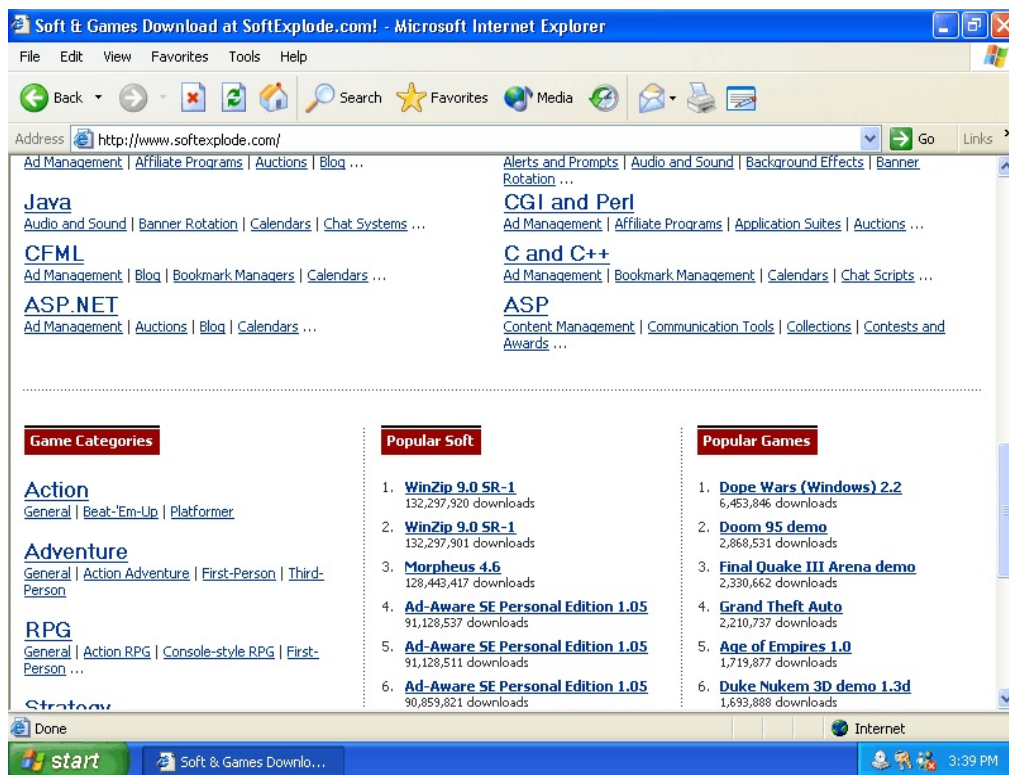 Soft & Games Download at SoftExplode.com! - Microsoft Internet Explorer
File Edit View Favorites Tools Help
Back Search Favorites Media
Address http://www.softexplode.com/ Go Links
Ad Management | Affiliate Programs | Auctions | Blog ...
Alerts and Prompts | Audio and Sound | Background Effects | Banner
Rotation ...
Java
Audio and Sound | Banner Rotation | Calendars | Chat Systems ...
CGI and Perl
Ad Management | Affiliate Programs | Application Suites | Auctions ...
CFML
Ad Management | Blog | Bookmark Managers | Calendars ...
C and C++
Ad Management | Bookmark Management | Calendars | Chat Scripts ...
ASP.NET
Ad Management | Auctions | Blog | Calendars ...
ASP
Content Management | Communication Tools | Collections | Contests and
Awards ...
Game Categories
Action
General | Beat-'Em-Up | Platformer
Adventure
General | Action Adventure | First-Person | Third-
Person
RPG
General | Action RPG | Console-style RPG | First-
Person ...
Strategy
Popular Soft
1. WinZip 9.0 SR-1
132,297,920 downloads
2. WinZip 9.0 SR-1
132,297,901 downloads
3. Morpheus 4.6
128,443,417 downloads
4. Ad-Aware SE Personal Edition 1.05
91,128,537 downloads
5. Ad-Aware SE Personal Edition 1.05
91,128,511 downloads
6. Ad-Aware SE Personal Edition 1.05
90,859,821 downloads
Popular Games
1. Dope Wars (Windows) 2.2
6,453,846 downloads
2. Doom 95 demo
2,868,531 downloads
3. Final Quake III Arena demo
2,330,662 downloads
4. Grand Theft Auto
2,210,737 downloads
5. Age of Empires 1.0
1,719,877 downloads
6. Duke Nukem 3D demo 1.3d
1,693,888 downloads
Done Internet
start Soft & Games Downlo... 3:39 PM